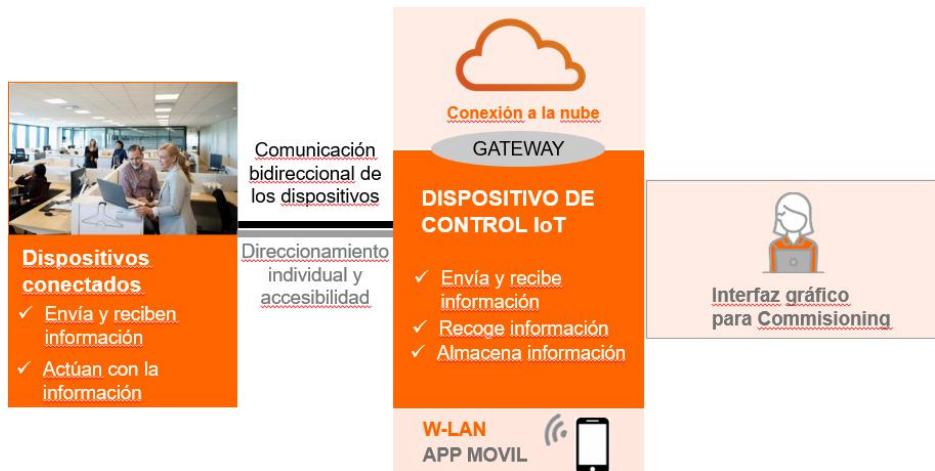 Dispositivos
conectados
✓ Envía y reciben
información
✓ Actúan con la
información
Comunicación
bidireccional de
los dispositivos
Direccionamiento
individual y
accesibilidad
Conexión a la nube
GATEWAY
DISPOSITIVO DE
CONTROL IoT
✓ Envía y recibe
información
✓ Recoge información
✓ Almacena información
W-LAN
APP MOVIL
Interfaz gráfico
para Commisioning